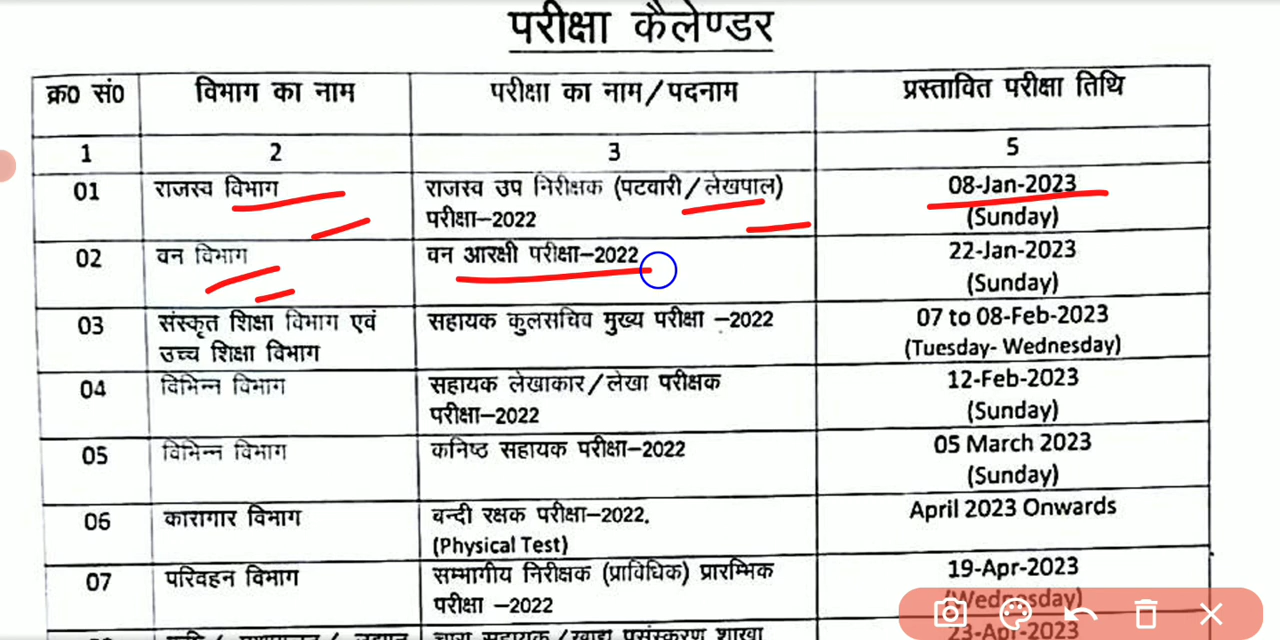 परीक्षा कैलेण्डर
क्र0 सं0 विभाग का नाम परीक्षा का नाम/पदनाम प्रस्तावित परीक्षा तिथि
1 2 3 5
01 राजस्व विभाग राजस्व उप निरीक्षक (पटवारी/लेखपाल) 08-Jan-2023
परीक्षा–2022 (Sunday)
02 वन विभाग वन आरक्षी परीक्षा–2022 22-Jan-2023
(Sunday)
03 संस्कृत शिक्षा विभाग एवं सहायक कुलसचिव मुख्य परीक्षा –2022 07 to 08-Feb-2023
उच्च शिक्षा विभाग (Tuesday- Wednesday)
04 विभिन्न विभाग सहायक लेखाकार/लेखा परीक्षक 12-Feb-2023
परीक्षा–2022 (Sunday)
05 विभिन्न विभाग कनिष्ठ सहायक परीक्षा–2022 05 March 2023
(Sunday)
06 कारागार विभाग बन्दी रक्षक परीक्षा–2022. April 2023 Onwards
(Physical Test)
07 परिवहन विभाग सम्भागीय निरीक्षक (प्राविधिक) प्रारम्भिक 19-Apr-2023
परीक्षा –2022 (Wednesday)
23-Apr-2023